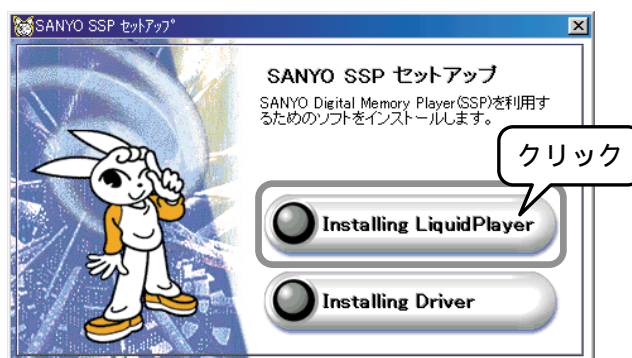 SANYO SSP セットアップ
SANYO SSP セットアップ
SANYO Digital Memory Player(SSP)を利用す
るためのソフトをインストールします。
クリック
Installing LiquidPlayer
Installing Driver